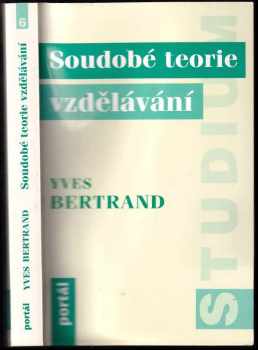 6
Soudobé teorie vzdělávání
YVES BERTRAND
portál
Soudobé teorie
vzdělávání
YVES
BERTRAND
portál
STUDIUM